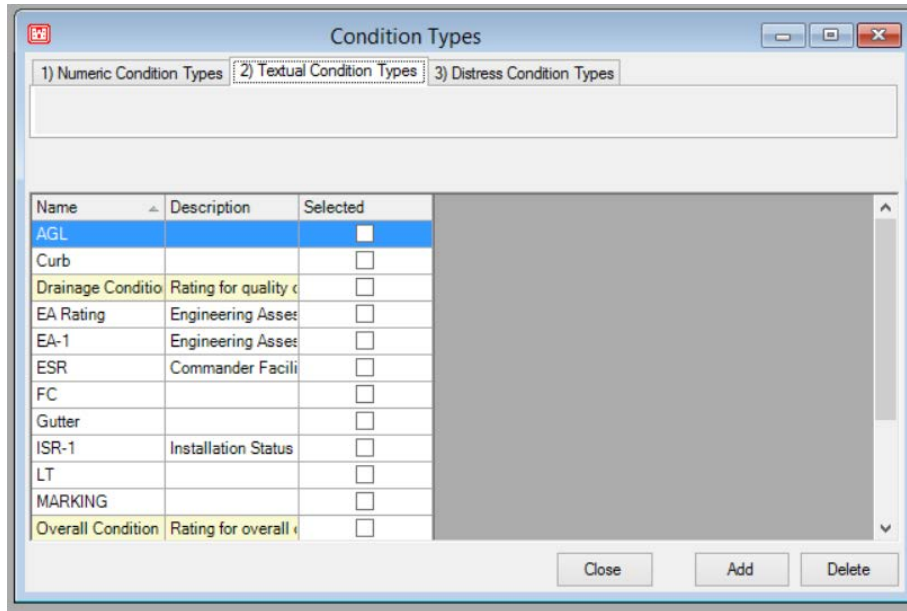 Condition Types
1) Numeric Condition Types 2) Textual Condition Types 3) Distress Condition Types
Name Description Selected
AGL
Curb
Drainage Conditio Rating for quality
EA Rating Engineering Asses
EA-1 Engineering Asses
ESR Commander Facili
FC
Gutter
ISR-1 Installation Status
LT
MARKING
Overall Condition Rating for overall
Close Add Delete